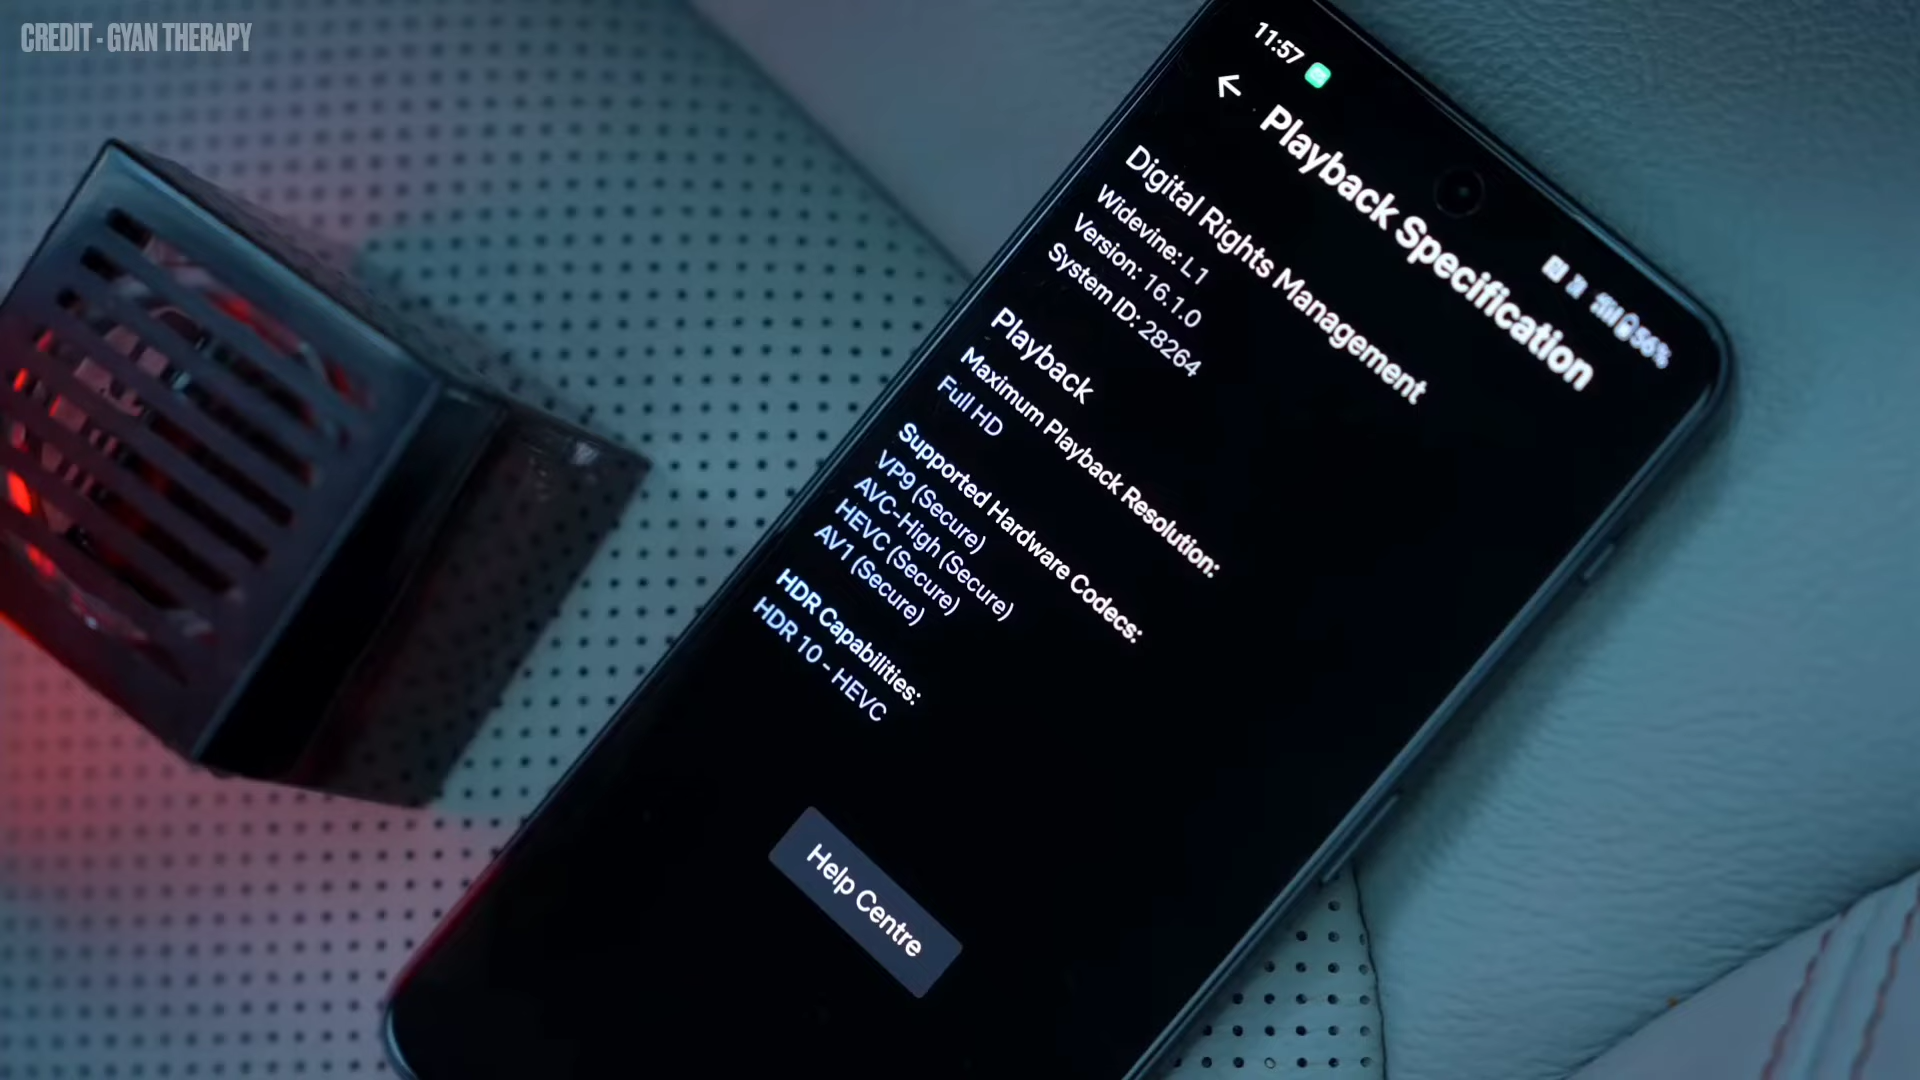 CREDIT - GYAN THERAPY
11:57
56%
Playback Specification
Digital Rights Management
Widevine: L1
Version: 16.1.0
System ID: 28264
Playback
Maximum Playback Resolution:
Full HD
Supported Hardware Codecs:
VP9 (Secure)
AVC-High (Secure)
HEVC (Secure)
AV1 (Secure)
HDR Capabilities:
HDR 10 - HEVC
Help Centre